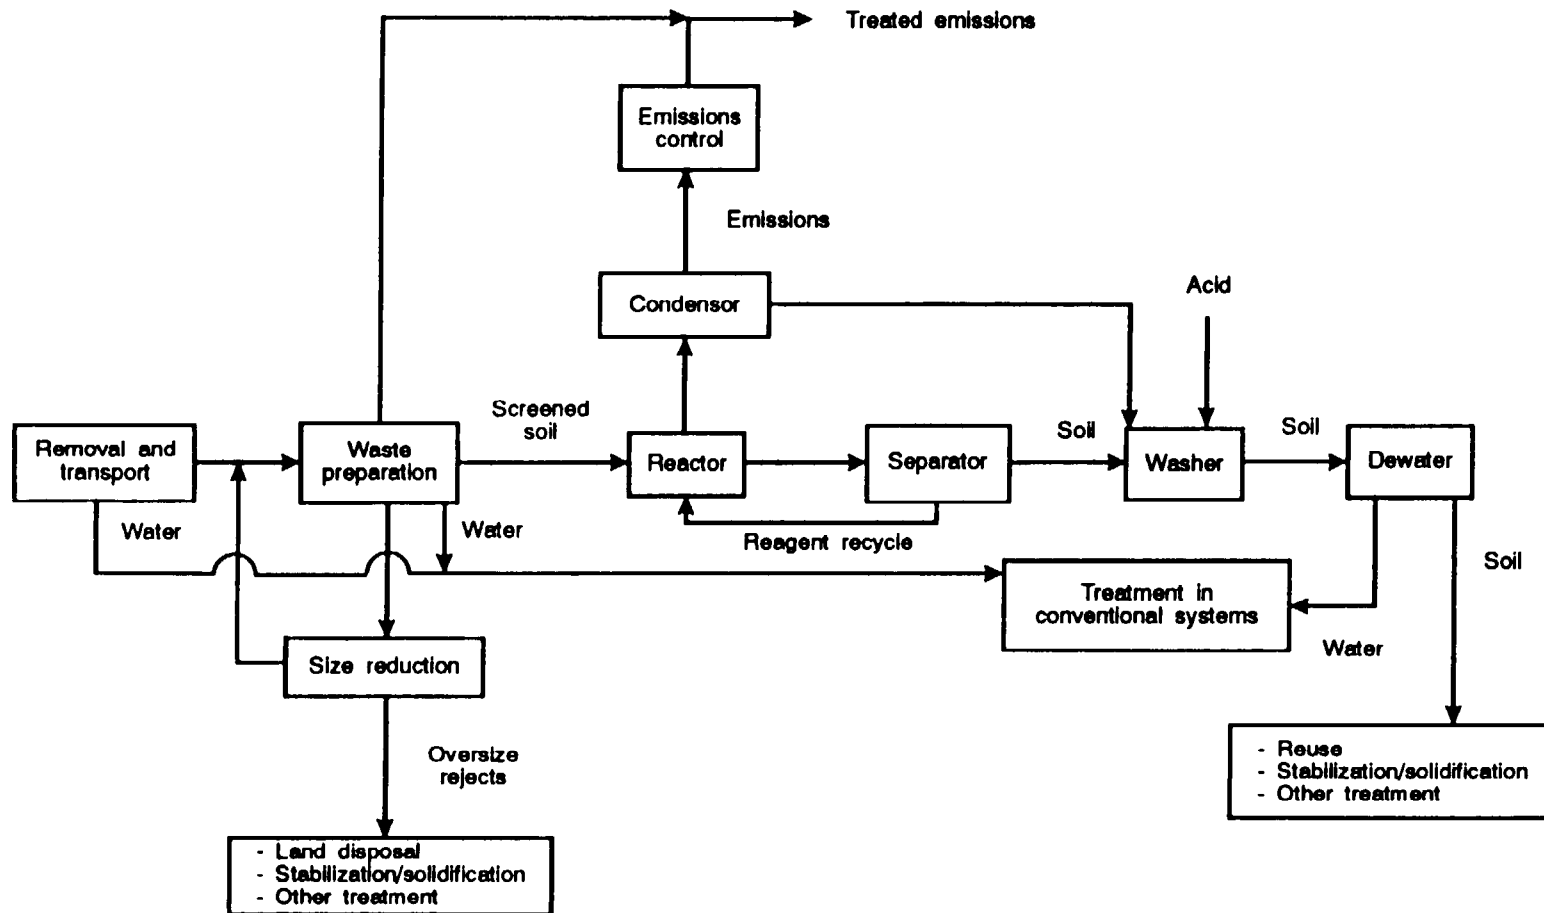 Treated emissions
Emissions
control
Emissions
Condensor
Acid
Screened
soil
Removal and
transport
Waste
preparation
Reactor
Separator
Soil
Washer
Soil
Dewater
Water
Water
Reagent recycle
Treatment in
conventional systems
Soil
Water
Size reduction
Oversize
rejects
- Reuse
- Stabilization/solidification
- Other treatment
- Land disposal
- Stabilization/solidification
- Other treatment